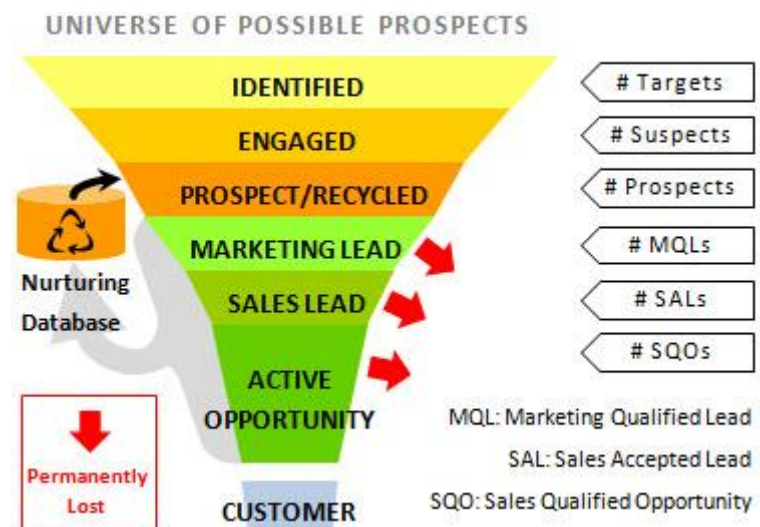 UNIVERSE OF POSSIBLE PROSPECTS
IDENTIFIED
# Targets
ENGAGED
# Suspects
PROSPECT/RECYCLED
# Prospects
MARKETING LEAD
# MQLs
Nurturing
Database
SALES LEAD
# SALs
# SQOs
ACTIVE
OPPORTUNITY
MQL: Marketing Qualified Lead
SAL: Sales Accepted Lead
SQO: Sales Qualified Opportunity
Permanently
Lost
CUSTOMER